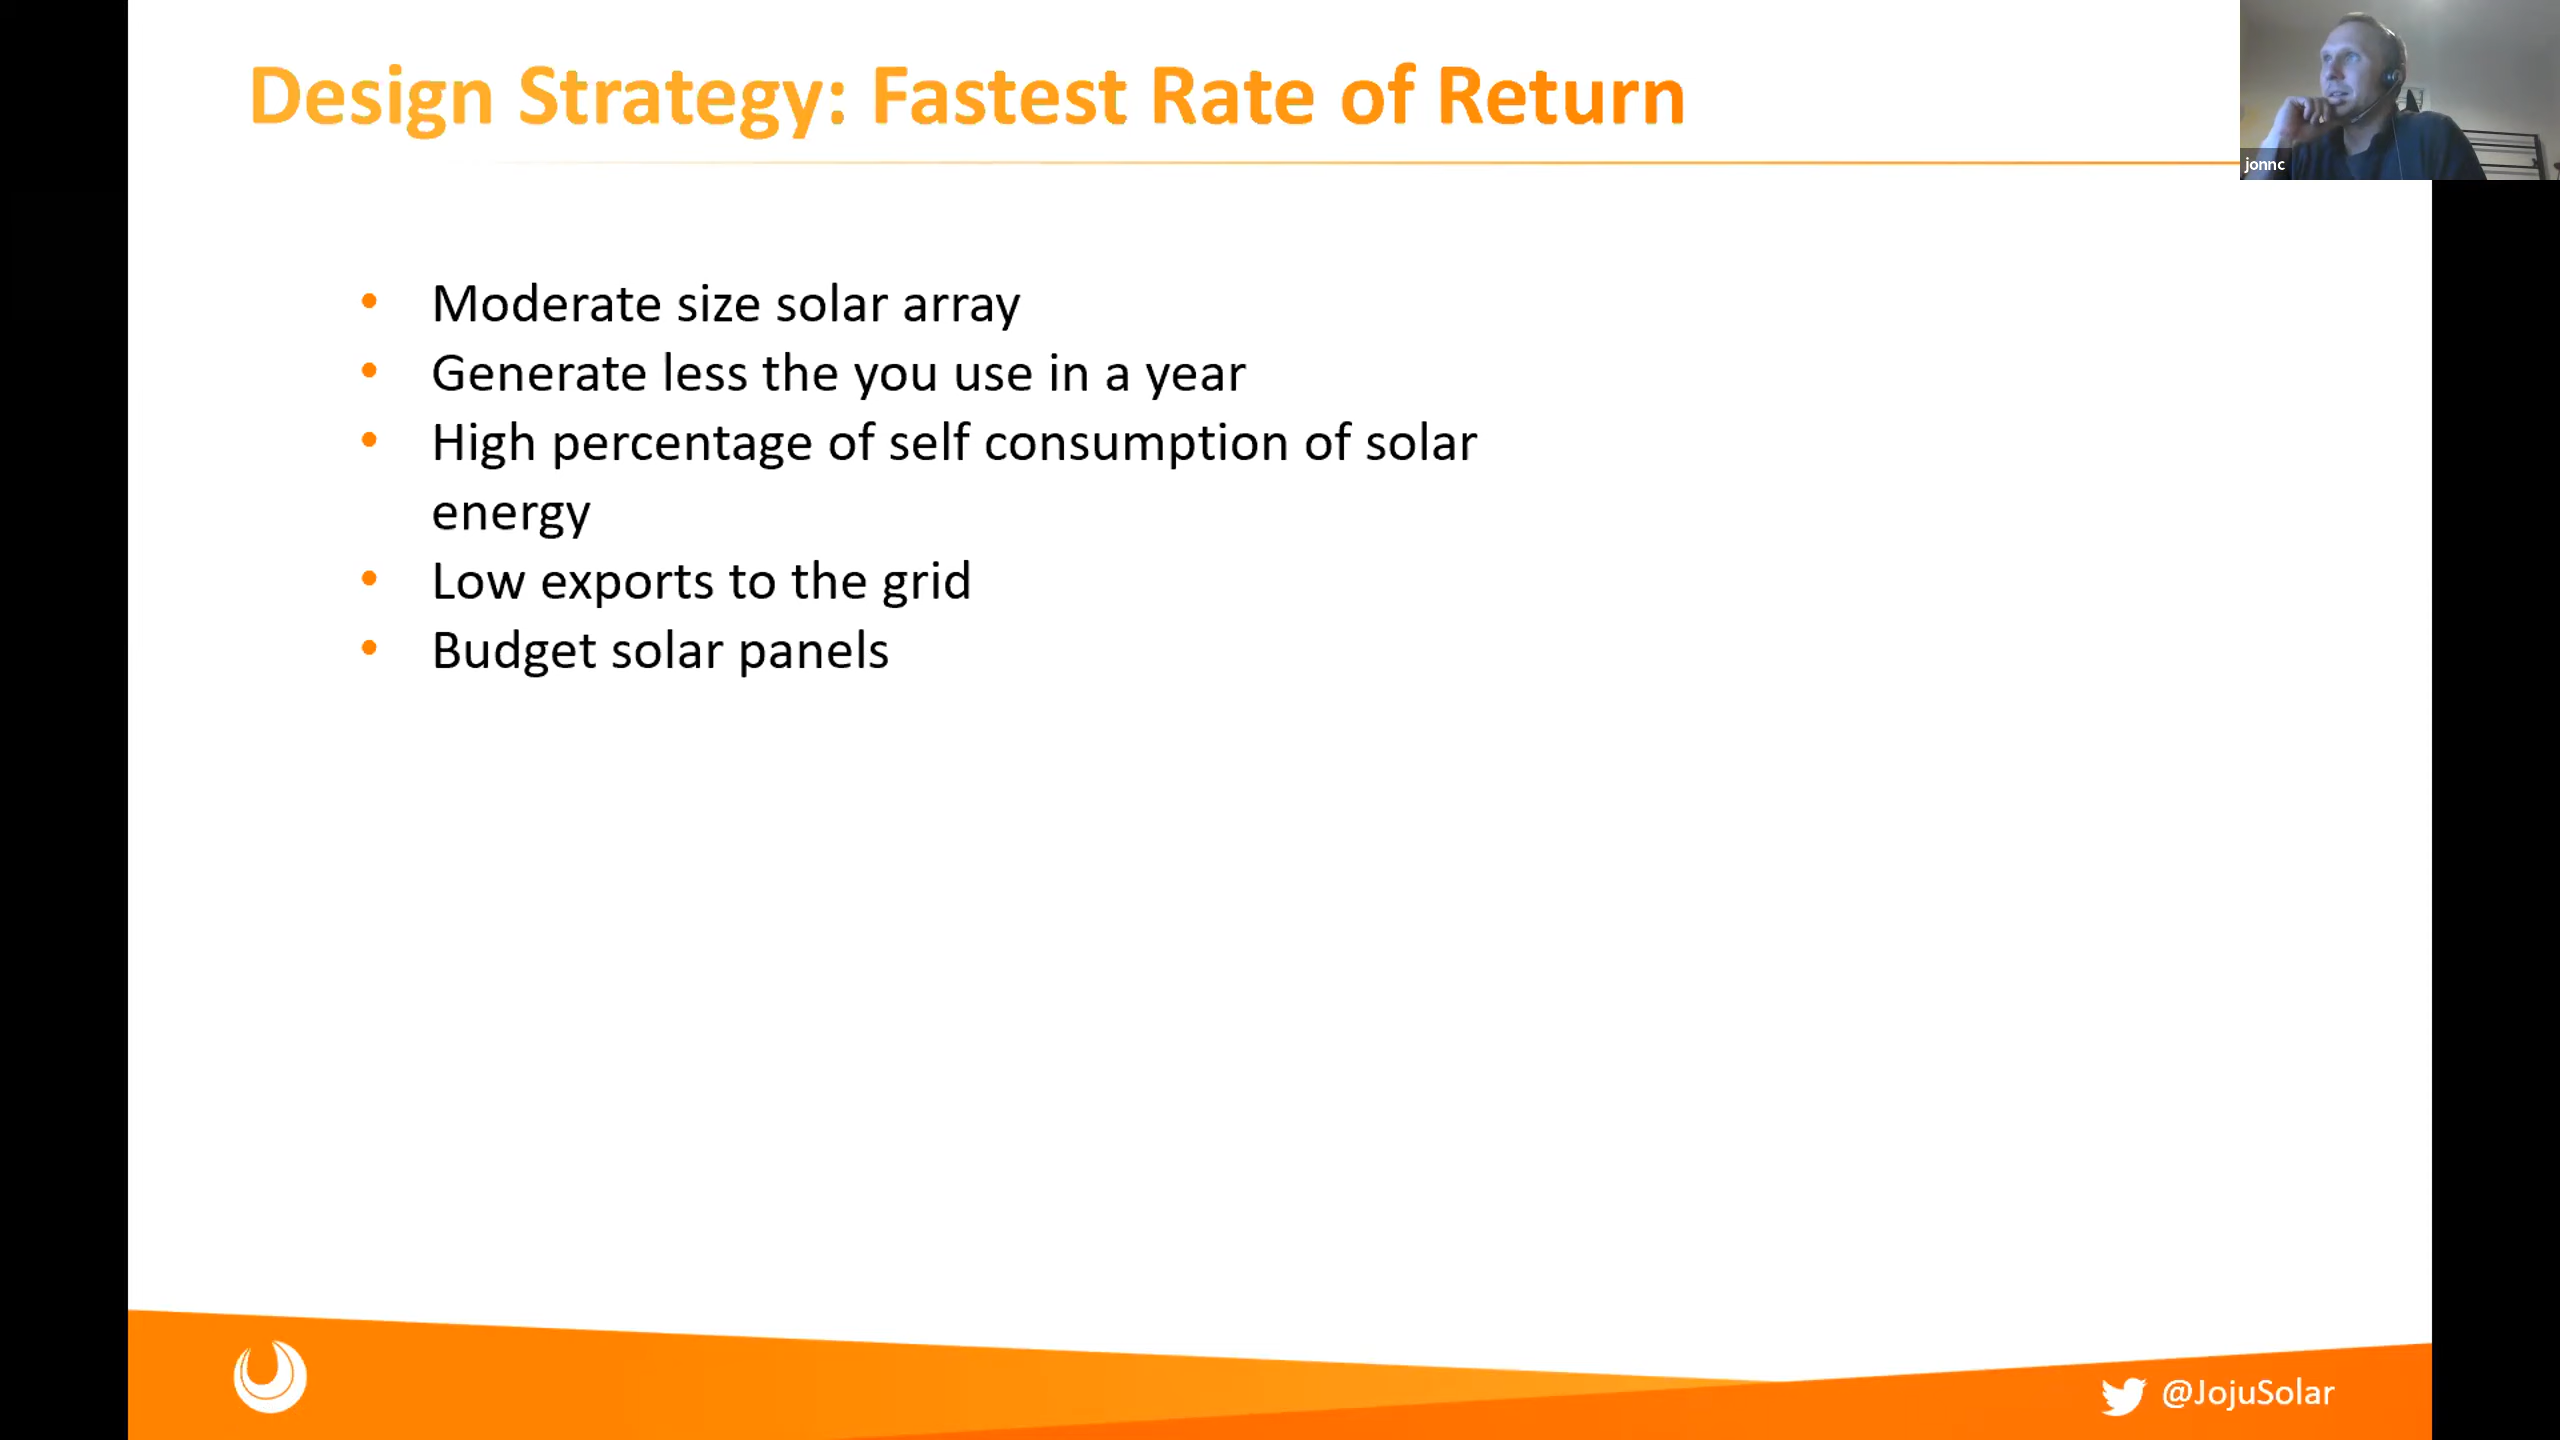 Design Strategy: Fastest Rate of Return
jonnc
• Moderate size solar array
• Generate less the you use in a year
• High percentage of self consumption of solar
energy
• Low exports to the grid
• Budget solar panels
@JojuSolar